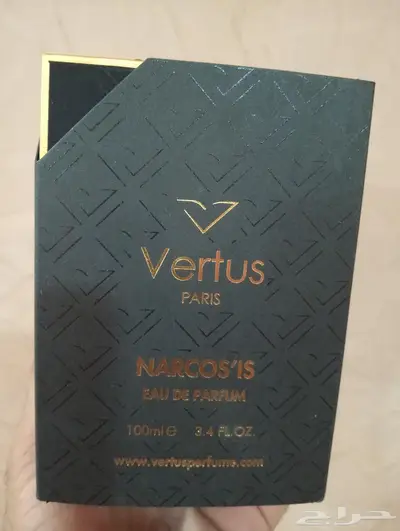 Vertus
PARIS
NARCOS'IS
EAU DE PARFUM
100ml e 3.4 FL.OZ.
www.vertusperfume.com
حراج